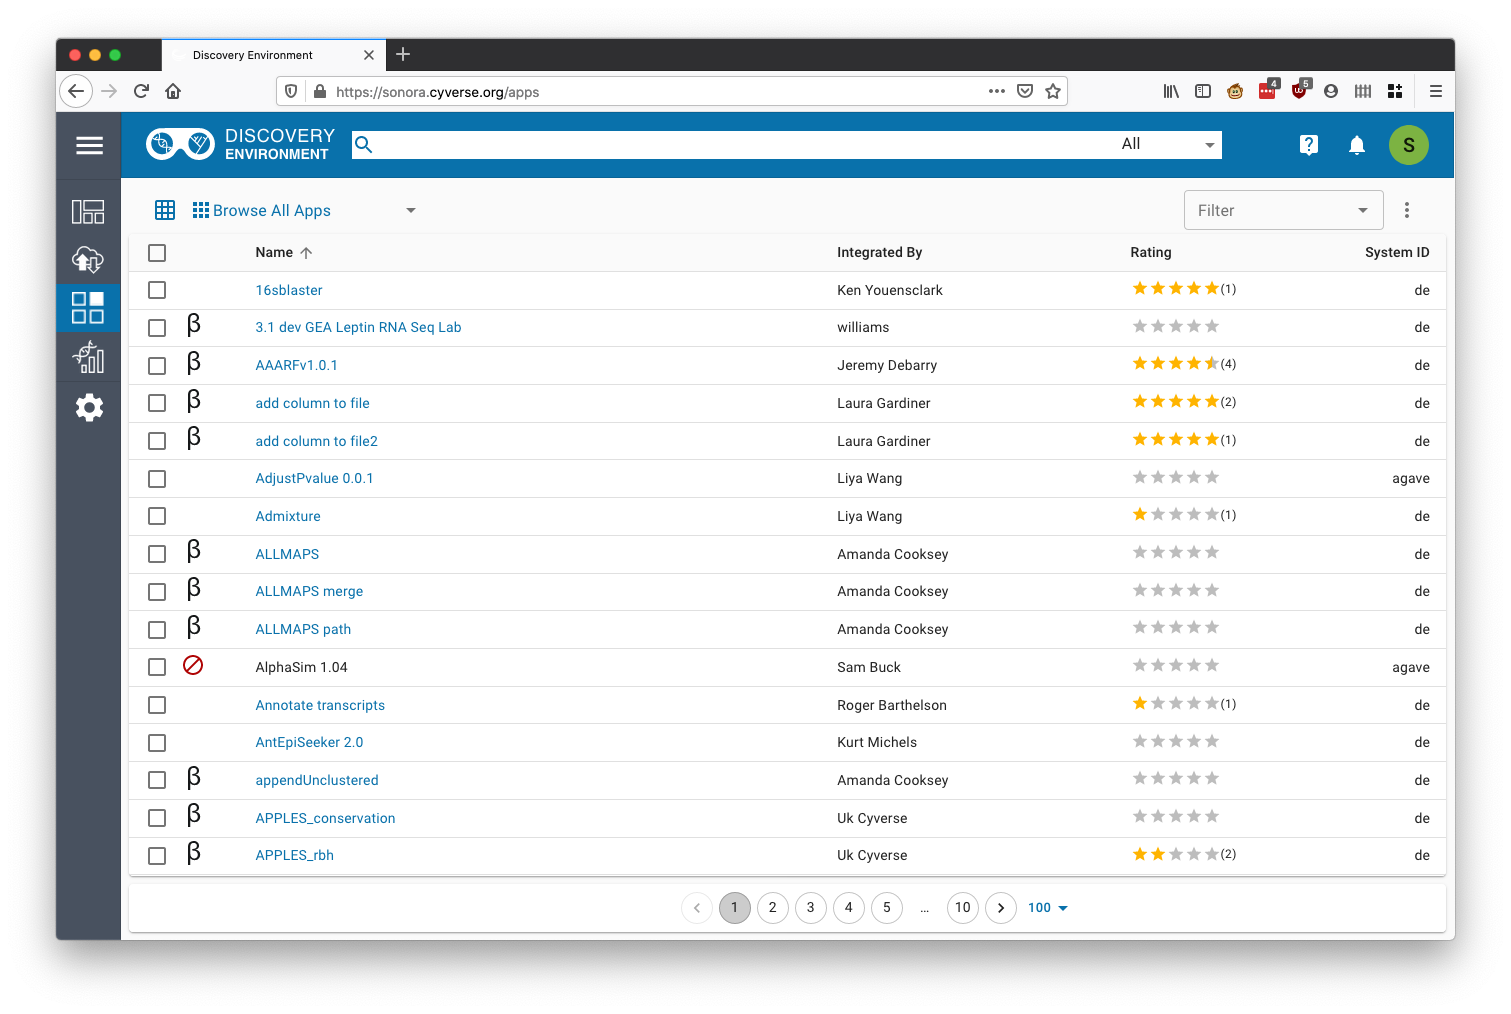 Discovery Environment
https://sonora.cyverse.org/apps
4
5
DISCOVERY
ENVIRONMENT
All
?
S
Browse All Apps
Filter
Name Integrated By Rating System ID
16sblaster Ken Youensclark (1) de
β 3.1 dev GEA Leptin RNA Seq Lab williams de
β AAARFv1.0.1 Jeremy Debarry (4) de
β add column to file Laura Gardiner (2) de
β add column to file2 Laura Gardiner (1) de
AdjustPvalue 0.0.1 Liya Wang agave
Admixture Liya Wang (1) de
β ALLMAPS Amanda Cooksey de
β ALLMAPS merge Amanda Cooksey de
β ALLMAPS path Amanda Cooksey de
AlphaSim 1.04 Sam Buck agave
Annotate transcripts Roger Barthelson (1) de
AntEpiSeeker 2.0 Kurt Michels de
β appendUnclustered Amanda Cooksey de
β APPLES_conservation Uk Cyverse de
β APPLES_rbh Uk Cyverse (2) de
1 2 3 4 5 ... 10 100